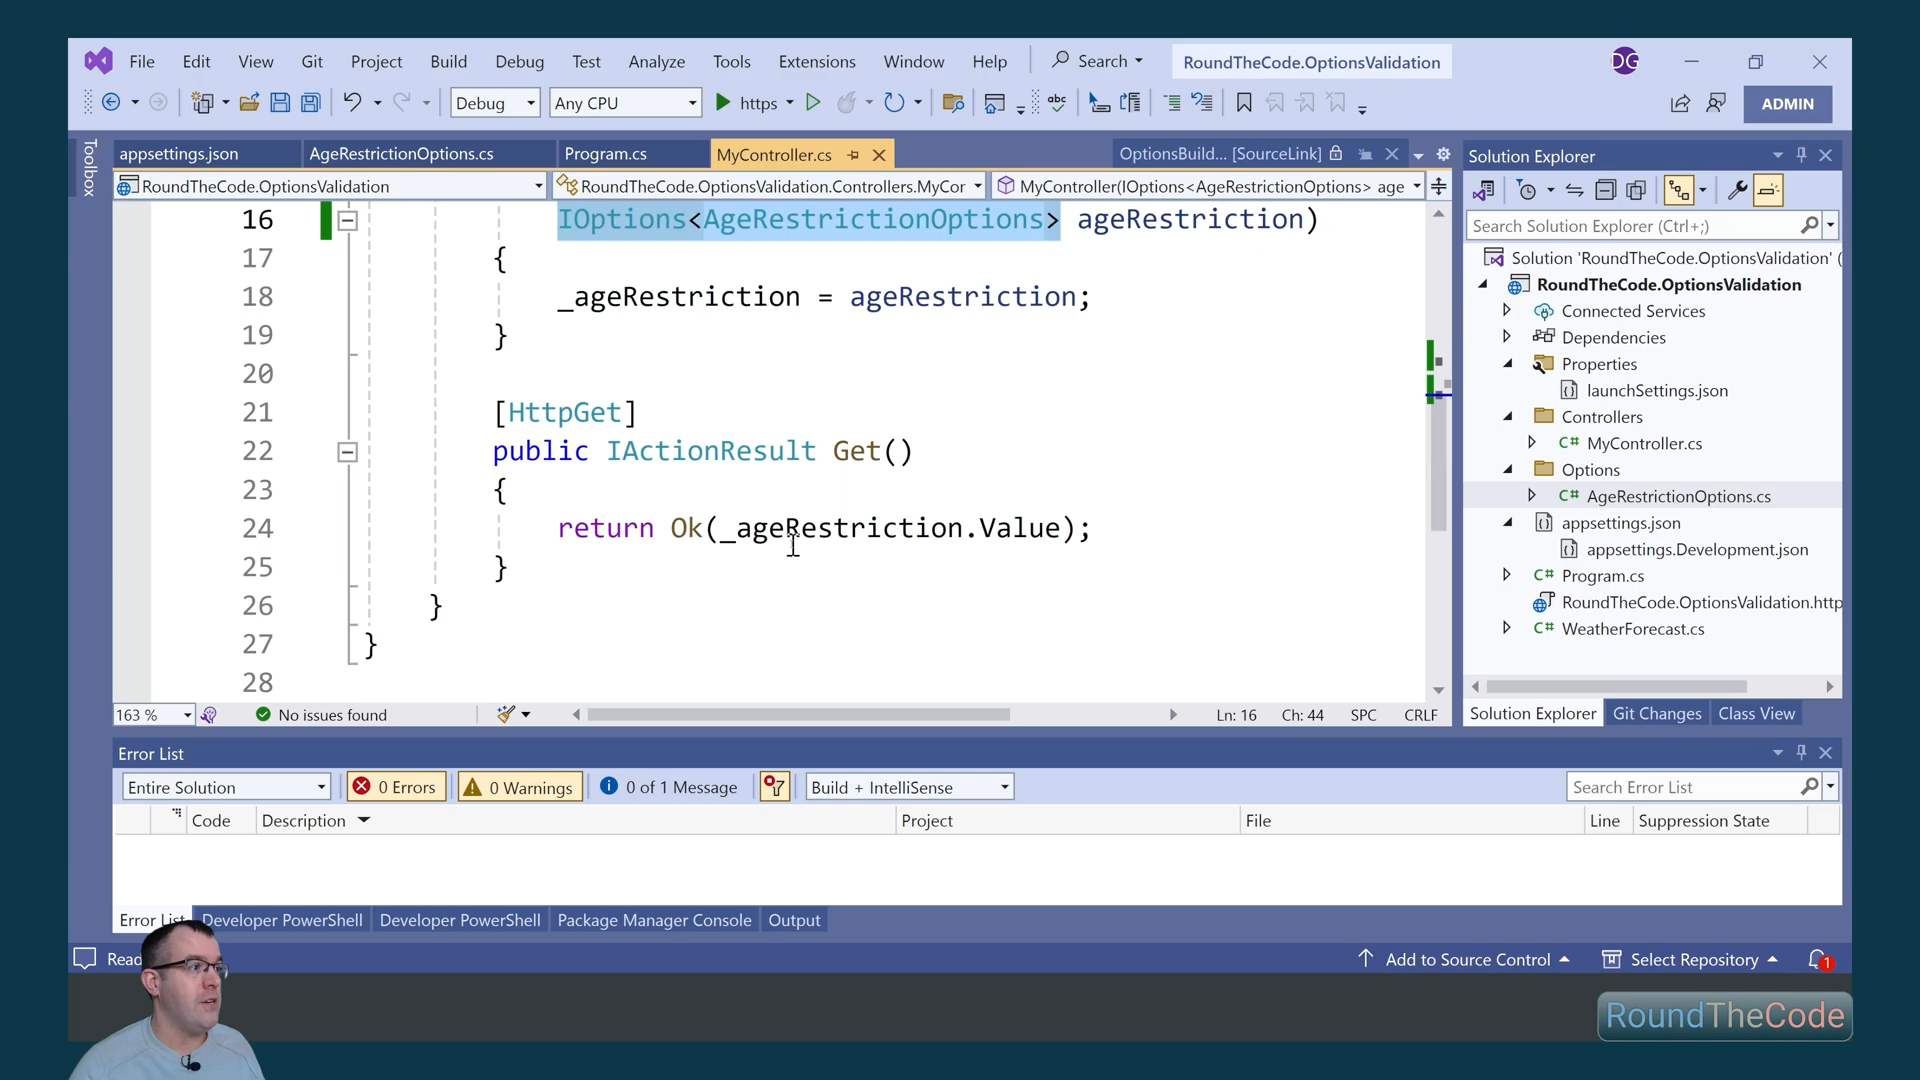 File Edit View Git Project Build Debug Test Analyze Tools Extensions Window Help Search RoundTheCode.OptionsValidation DG
Debug Any CPU https abc ADMIN
Toolbox
appsettings.json AgeRestrictionOptions.cs Program.cs MyController.cs OptionsBuild... [SourceLink]
RoundTheCode.OptionsValidation RoundTheCode.OptionsValidation.Controllers.MyCor MyController(IOptions<AgeRestrictionOptions> age
16 IOptions<AgeRestrictionOptions> ageRestriction)
17 {
18 _ageRestriction = ageRestriction;
19 }
20
21 [HttpGet]
22 public IActionResult Get()
23 {
24 return Ok(_ageRestriction.Value);
25 }
26 }
27 }
28
163 % No issues found Ln: 16 Ch: 44 SPC CRLF
Solution Explorer
Search Solution Explorer (Ctrl+;)
Solution 'RoundTheCode.OptionsValidation' (
RoundTheCode.OptionsValidation
Connected Services
Dependencies
Properties
launchSettings.json
Controllers
C# MyController.cs
Options
C# AgeRestrictionOptions.cs
appsettings.json
appsettings.Development.json
C# Program.cs
RoundTheCode.OptionsValidation.http
C# WeatherForecast.cs
Solution Explorer Git Changes Class View
Error List
Entire Solution 0 Errors 0 Warnings 0 of 1 Message Build + IntelliSense Search Error List
Code Description Project File Line Suppression State
Error List Developer PowerShell Developer PowerShell Package Manager Console Output
Add to Source Control Select Repository 1
RoundTheCode